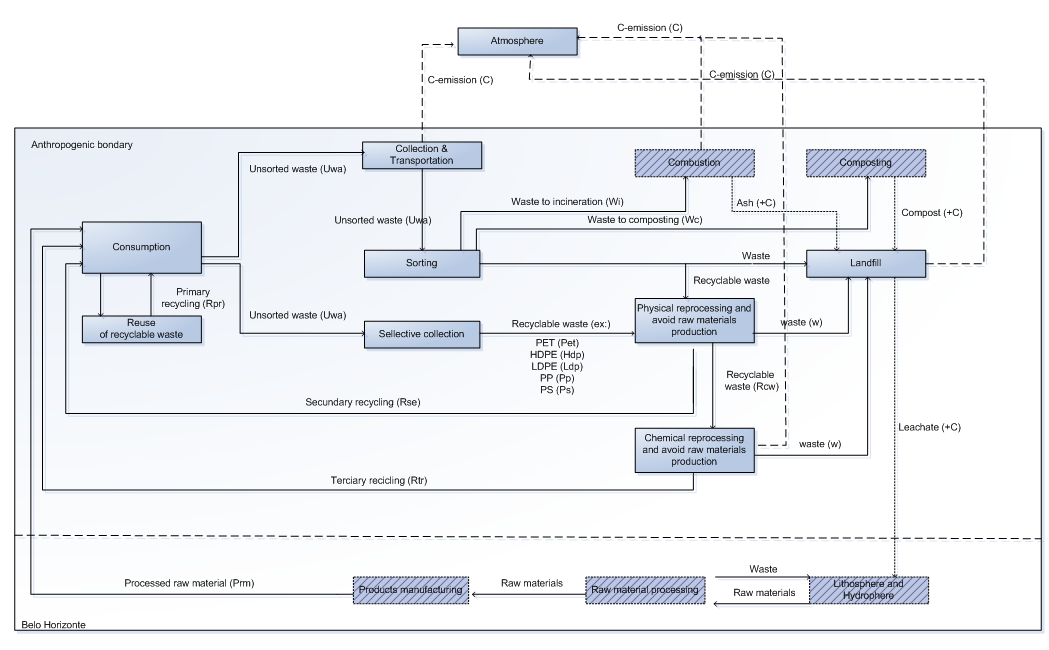 C-emission (C)
Atmosphere
C-emission (C)
C-emission (C)
Anthropogenic bondary
Collection &
Transportation
Combustion
Composting
Unsorted waste (Uwa)
Waste to incineration (Wi)
Ash (+C)
Compost (+C)
Unsorted waste (Uwa)
Waste to composting (Wc)
Consumption
Sorting
Waste
Landfill
Recyclable waste
Primary
recycling (Rpr)
Unsorted waste (Uwa)
Reuse
of recyclable waste
Sellective collection
Recyclable waste (ex:)
PET (Pet)
HDPE (Hdp)
LDPE (Ldp)
PP (Pp)
PS (Ps)
Physical reprocessing and
avoid raw materials
production
waste (w)
Recyclable
waste (Rcw)
Secundary recycling (Rse)
Leachate (+C)
Chemical reprocessing
and avoid raw materials
production
waste (w)
Terciary reicling (Rtr)
Processed raw material (Prm)
Products manufacturing
Raw materials
Raw material processing
Waste
Raw materials
Lithosphere and
Hydrophere
Belo Horizonte